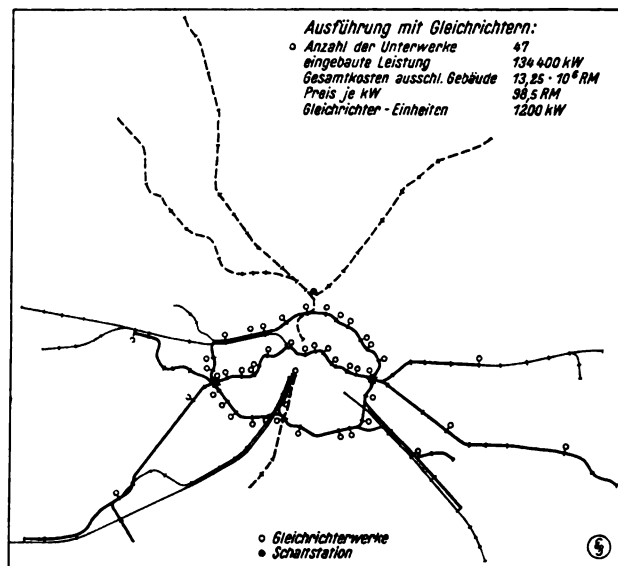 Ausführung mit Gleichrichtern:
Anzahl der Unterwerke 47
eingebaute Leistung 134 400 kW
Gesamtkosten ausschl. Gebäude 13,25 · 10⁶ RM
Preis je kW 98,5 RM
Gleichrichter-Einheiten 1200 kW
Gleichrichterwerke
Schaltstation